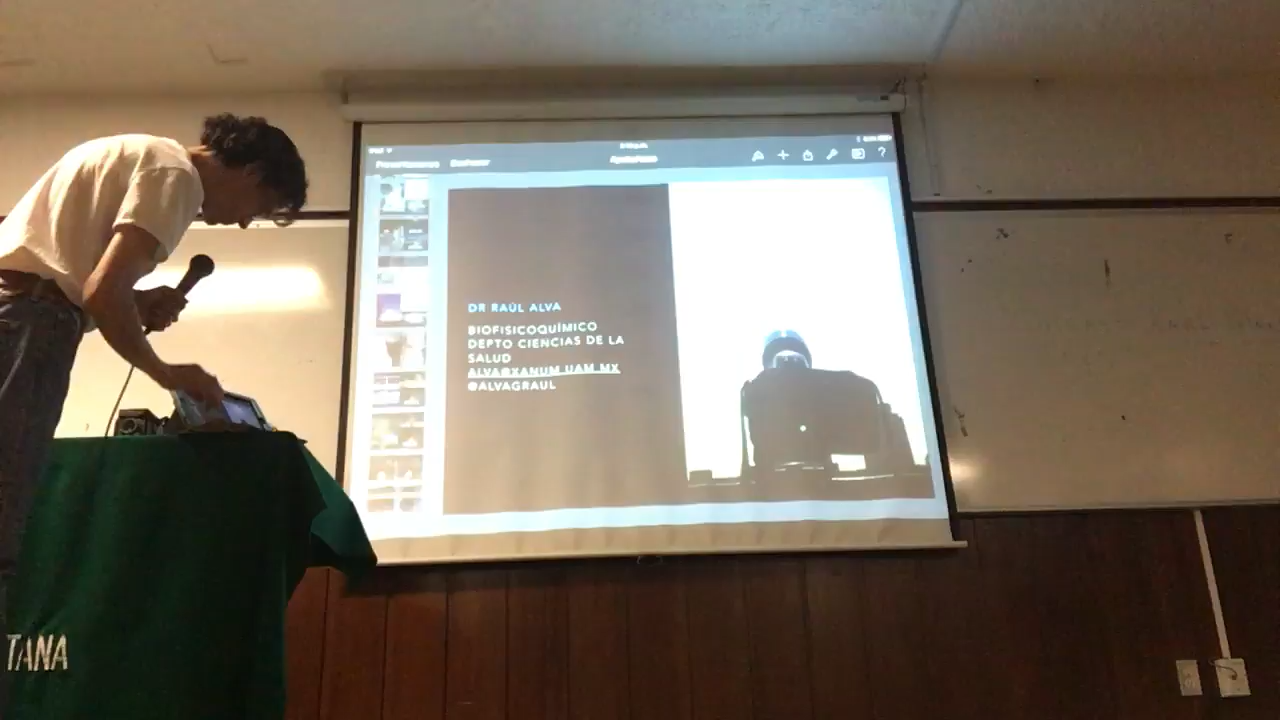 DR RAÚL ALVA
BIOFISICOQUÍMICO
DEPTO CIENCIAS DE LA
SALUD
ALVA@XANUM.UAM.MX
@ALVAGRAUL
TANA